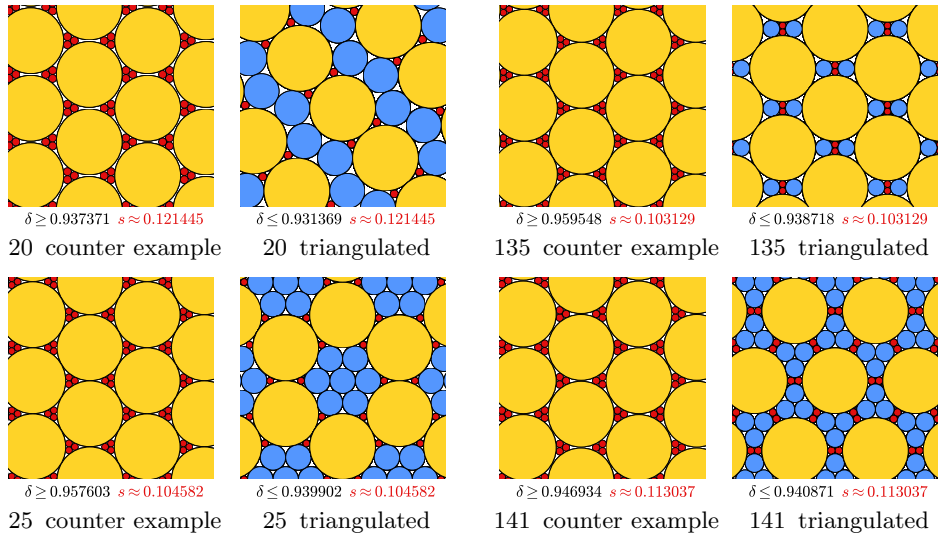 δ ≥ 0.937371 s ≈ 0.121445
δ ≤ 0.931369 s ≈ 0.121445
δ ≥ 0.959548 s ≈ 0.103129
δ ≤ 0.938718 s ≈ 0.103129
20 counter example
20 triangulated
135 counter example
135 triangulated
δ ≥ 0.957603 s ≈ 0.104582
δ ≤ 0.939902 s ≈ 0.104582
δ ≥ 0.946934 s ≈ 0.113037
δ ≤ 0.940871 s ≈ 0.113037
25 counter example
25 triangulated
141 counter example
141 triangulated